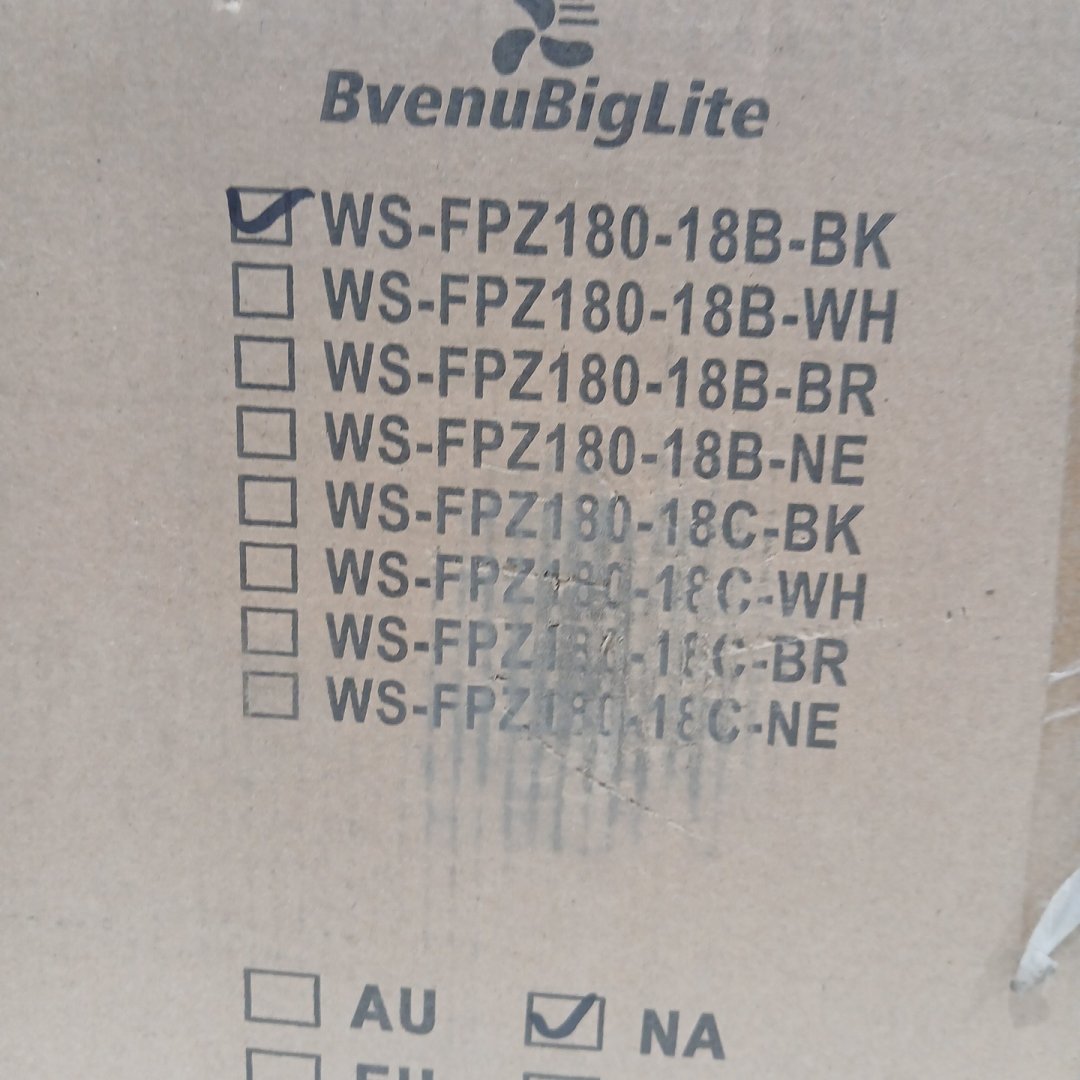 BvenuBigLite
WS-FPZ180-18B-BK
WS-FPZ180-18B-WH
WS-FPZ180-18B-BR
WS-FPZ180-18B-NE
WS-FPZ180-18C-BK
WS-FPZ180-18C-WH
WS-FPZ180-18C-BR
WS-FPZ180-18C-NE
AU NA